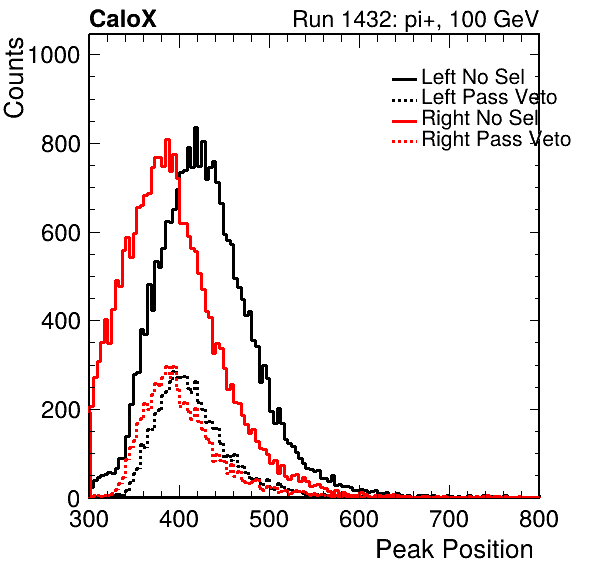 CaloX Run 1432: pi+, 100 GeV
Counts
1000
800
600
400
200
0
Left No Sel
Left Pass Veto
Right No Sel
Right Pass Veto
300 400 500 600 700 800
Peak Position